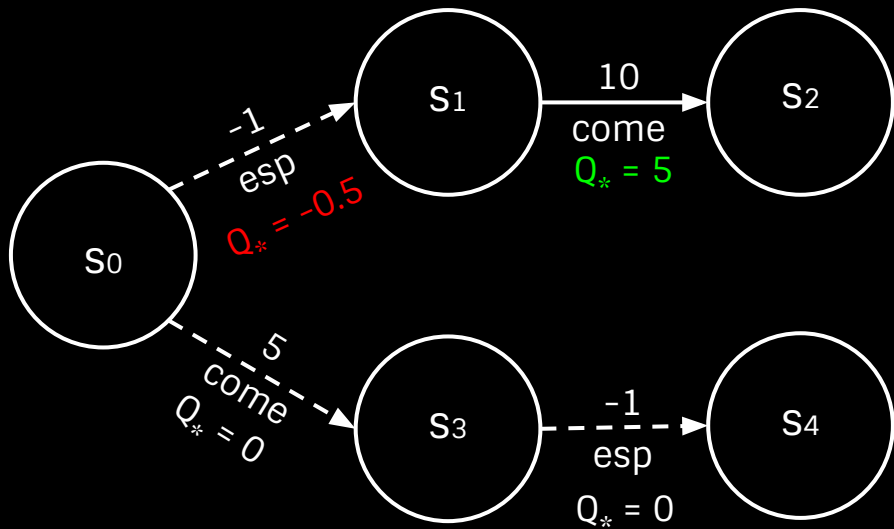 S0
-1
esp
Q* = -0.5
S1
10
come
Q* = 5
S2
5
come
Q* = 0
S3
-1
esp
Q* = 0
S4